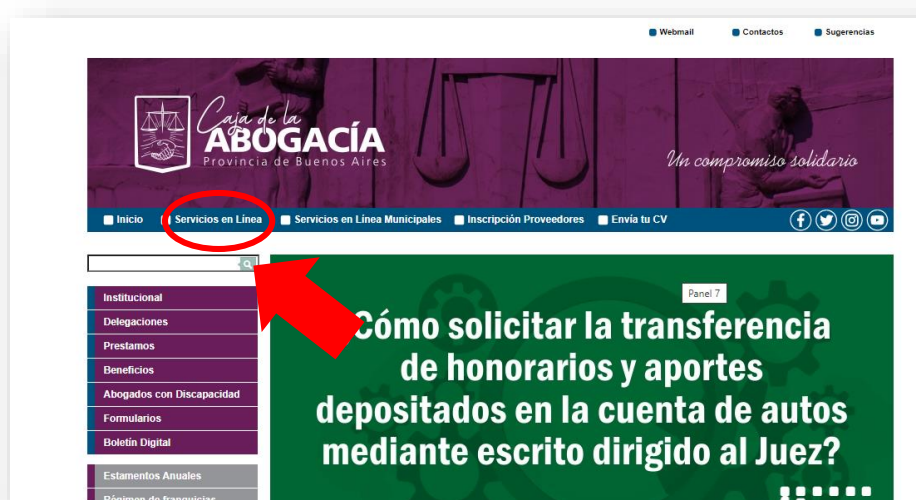 Webmail Contactos Sugerencias
Caja de la
ABOGACÍA
Provincia de Buenos Aires
Un compromiso solidario
Inicio Servicios en Línea Servicios en Línea Municipales Inscripción Proveedores Envía tu CV
Institucional
Delegaciones
Prestamos
Beneficios
Abogados con Discapacidad
Formularios
Boletín Digital
Estamentos Anuales
Régimen de franquicias
Panel 7
Cómo solicitar la transferencia
de honorarios y aportes
depositados en la cuenta de autos
mediante escrito dirigido al Juez?